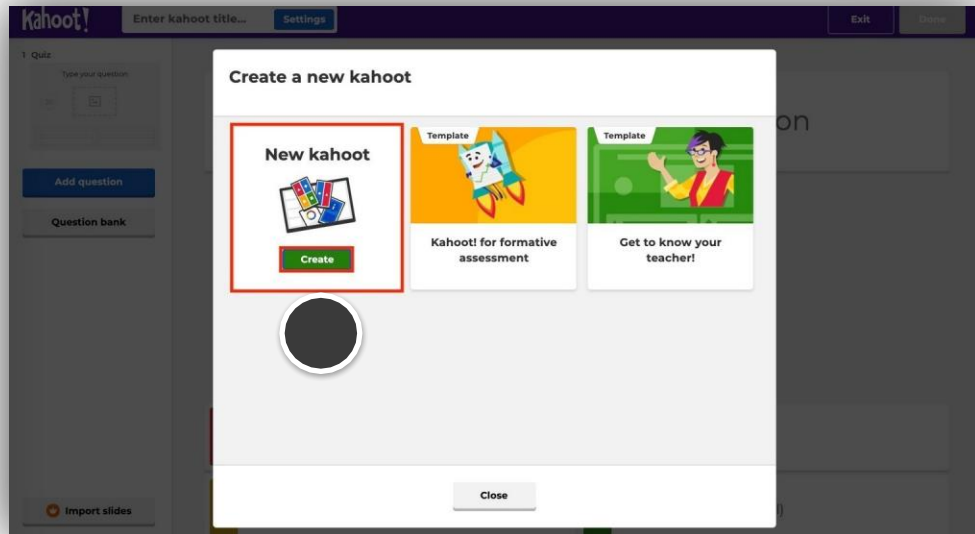 Kahoot!
Enter kahoot title...
Settings
Exit
Done
1 Quiz
Type your question
Add question
Question bank
Import slides
Create a new kahoot
New kahoot
Create
Template
Kahoot! for formative
assessment
Template
Get to know your
teacher!
Close
on